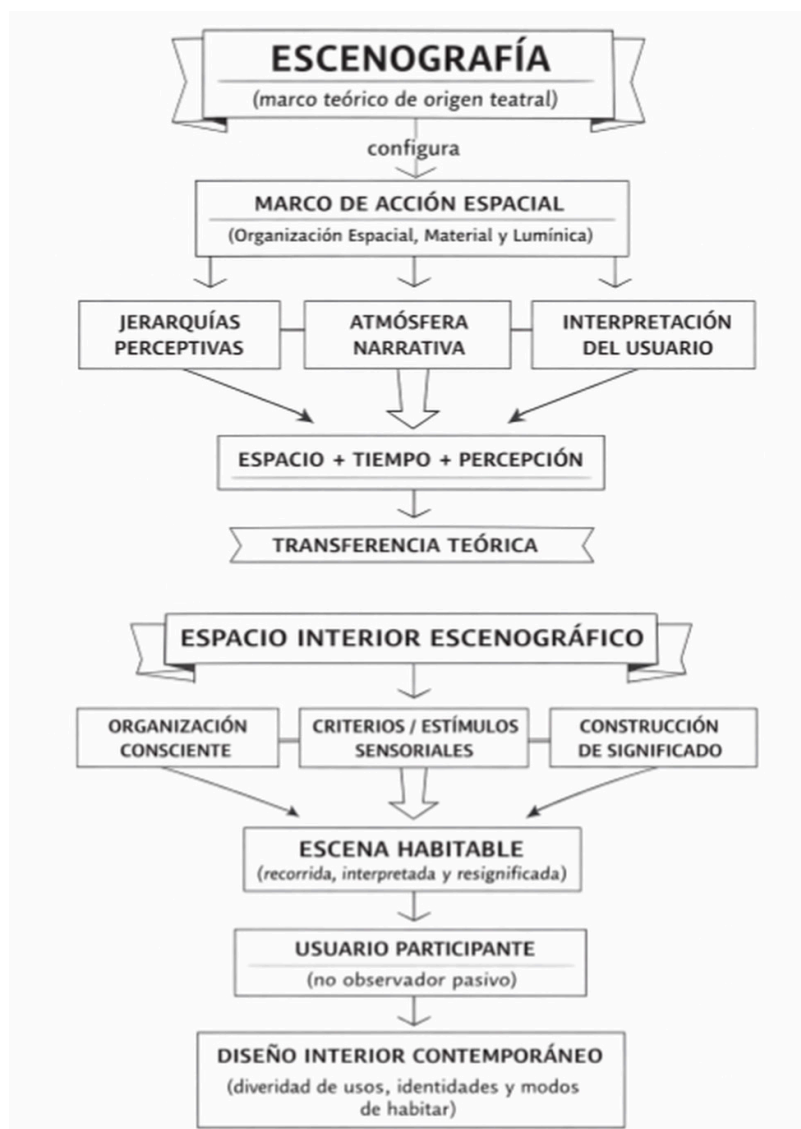 ESCENOGRAFÍA
(marco teórico de origen teatral)
configura
MARCO DE ACCIÓN ESPACIAL
(Organización Espacial, Material y Lumínica)
JERARQUÍAS
PERCEPTIVAS
ATMÓSFERA
NARRATIVA
INTERPRETACIÓN
DEL USUARIO
ESPACIO + TIEMPO + PERCEPCIÓN
TRANSFERENCIA TEÓRICA
ESPACIO INTERIOR ESCENOGRÁFICO
ORGANIZACIÓN
CONSCIENTE
CRITERIOS / ESTÍMULOS
SENSORIALES
CONSTRUCCIÓN
DE SIGNIFICADO
ESCENA HABITABLE
(recorrida, interpretada y resignificada)
USUARIO PARTICIPANTE
(no observador pasivo)
DISEÑO INTERIOR CONTEMPORÁNEO
(diveridad de usos, identidades y modos
de habitar)